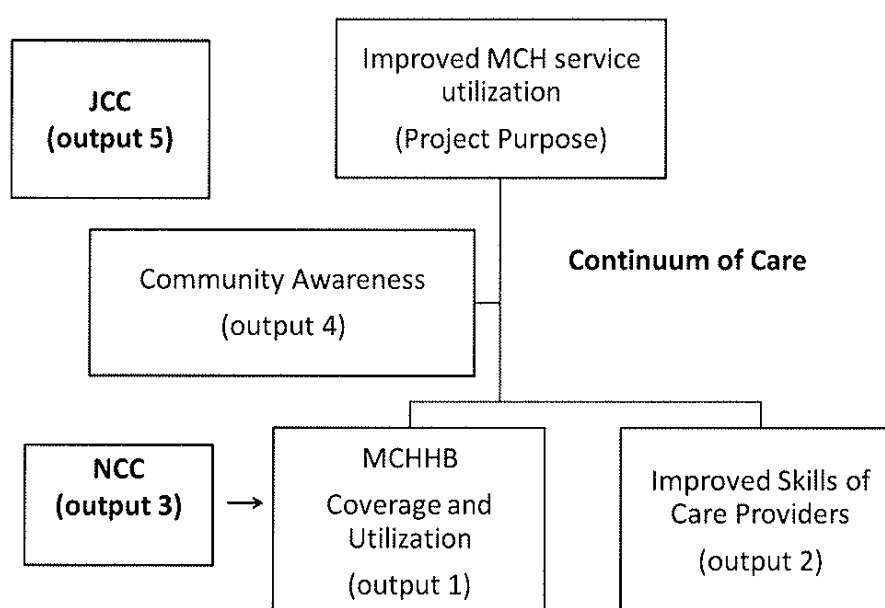 JCC
(output 5)
Improved MCH service
utilization
(Project Purpose)
Community Awareness
(output 4)
Continuum of Care
NCC
(output 3)
MCHHB
Coverage and
Utilization
(output 1)
Improved Skills of
Care Providers
(output 2)